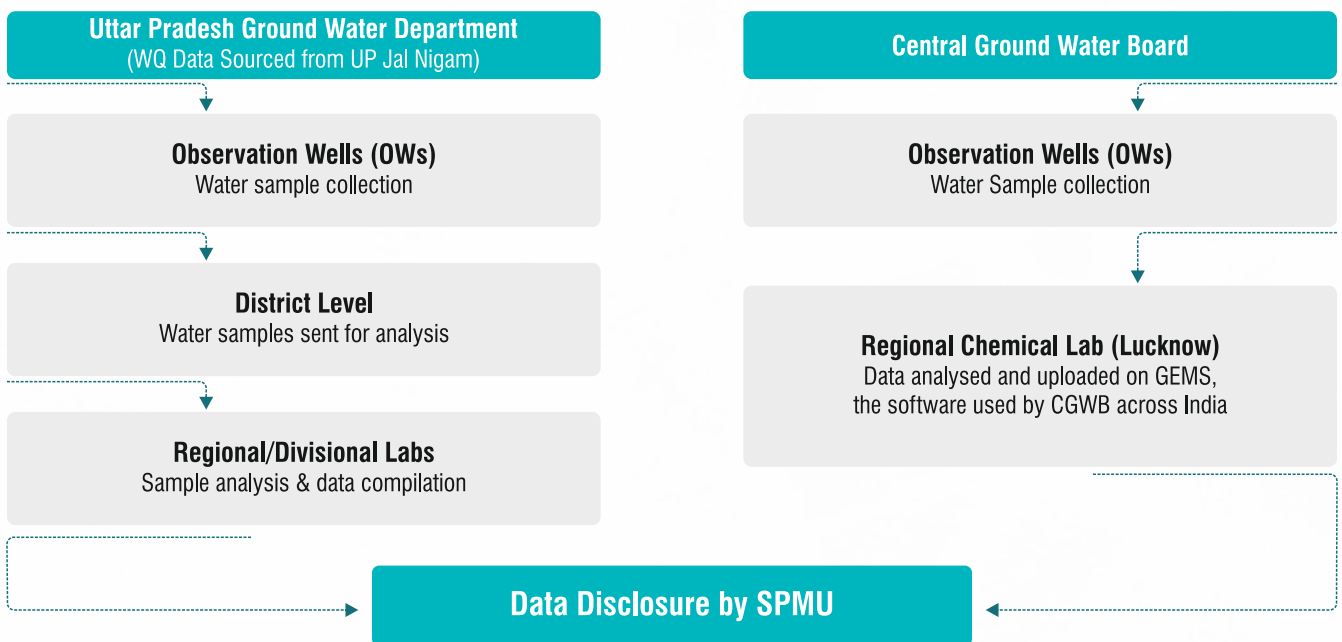 Uttar Pradesh Ground Water Department
(WQ Data Sourced from UP Jal Nigam)
Observation Wells (OWs)
Water sample collection
District Level
Water samples sent for analysis
Regional/Divisional Labs
Sample analysis & data compilation
Central Ground Water Board
Observation Wells (OWs)
Water Sample collection
Regional Chemical Lab (Lucknow)
Data analysed and uploaded on GEMS,
the software used by CGWB across India
Data Disclosure by SPMU